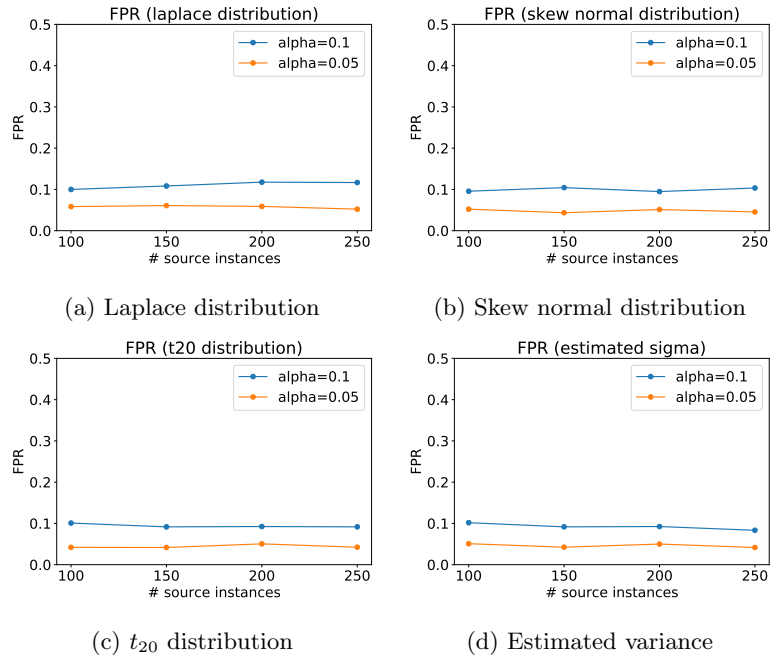 FPR (laplace distribution)
0.5
0.4
0.3
0.2
0.1
0.0
FPR
alpha=0.1
alpha=0.05
100 150 200 250
# source instances
(a) Laplace distribution
FPR (skew normal distribution)
0.5
0.4
0.3
0.2
0.1
0.0
FPR
alpha=0.1
alpha=0.05
100 150 200 250
# source instances
(b) Skew normal distribution
FPR (t20 distribution)
0.5
0.4
0.3
0.2
0.1
0.0
FPR
alpha=0.1
alpha=0.05
100 150 200 250
# source instances
(c) t₂₀ distribution
FPR (estimated sigma)
0.5
0.4
0.3
0.2
0.1
0.0
FPR
alpha=0.1
alpha=0.05
100 150 200 250
# source instances
(d) Estimated variance